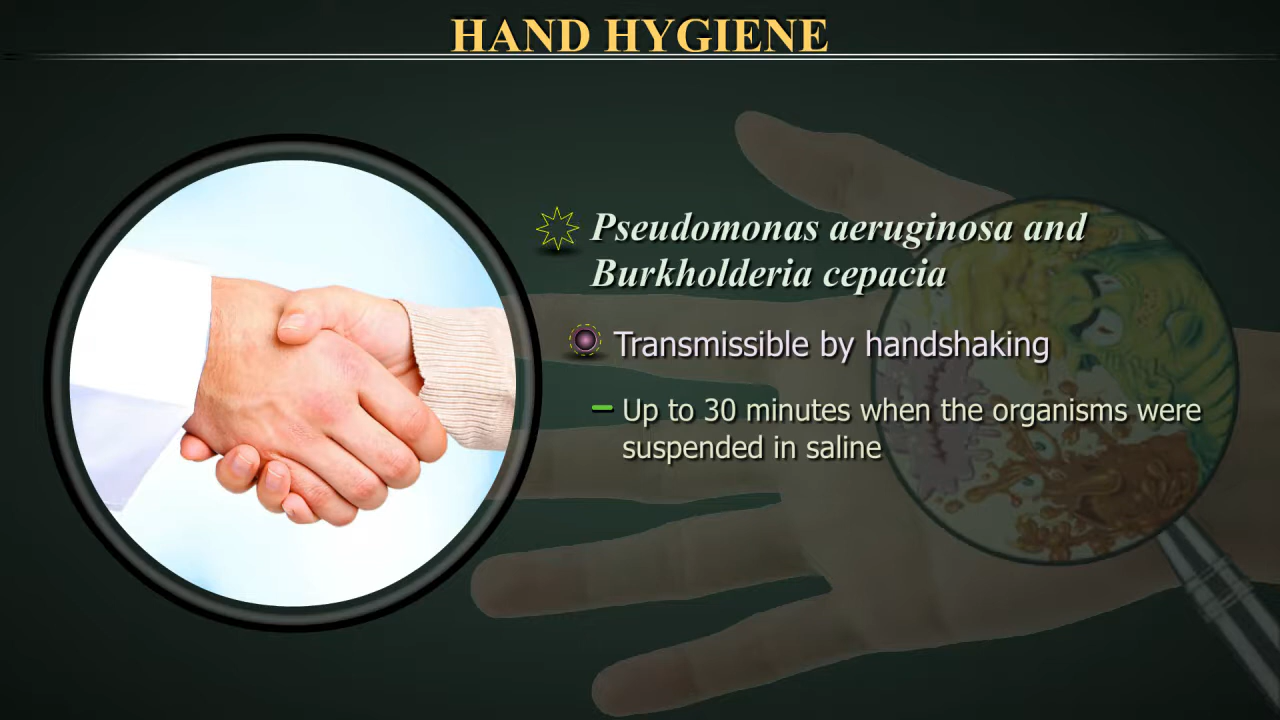 HAND HYGIENE
Pseudomonas aeruginosa and
Burkholderia cepacia
Transmissible by handshaking
Up to 30 minutes when the organisms were
suspended in saline